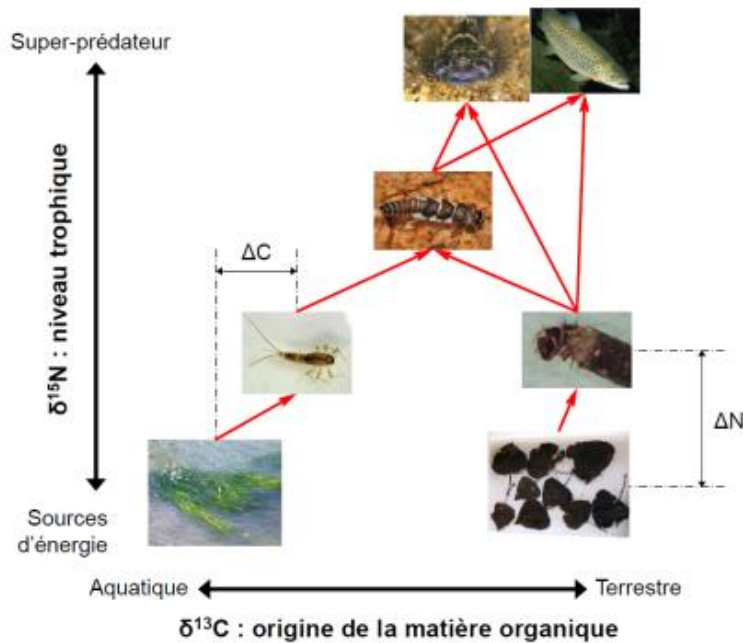 Super-prédateur
δ¹⁵N : niveau trophique
ΔC
ΔN
Sources
d'énergie
Aquatique
Terrestre
δ¹³C : origine de la matière organique